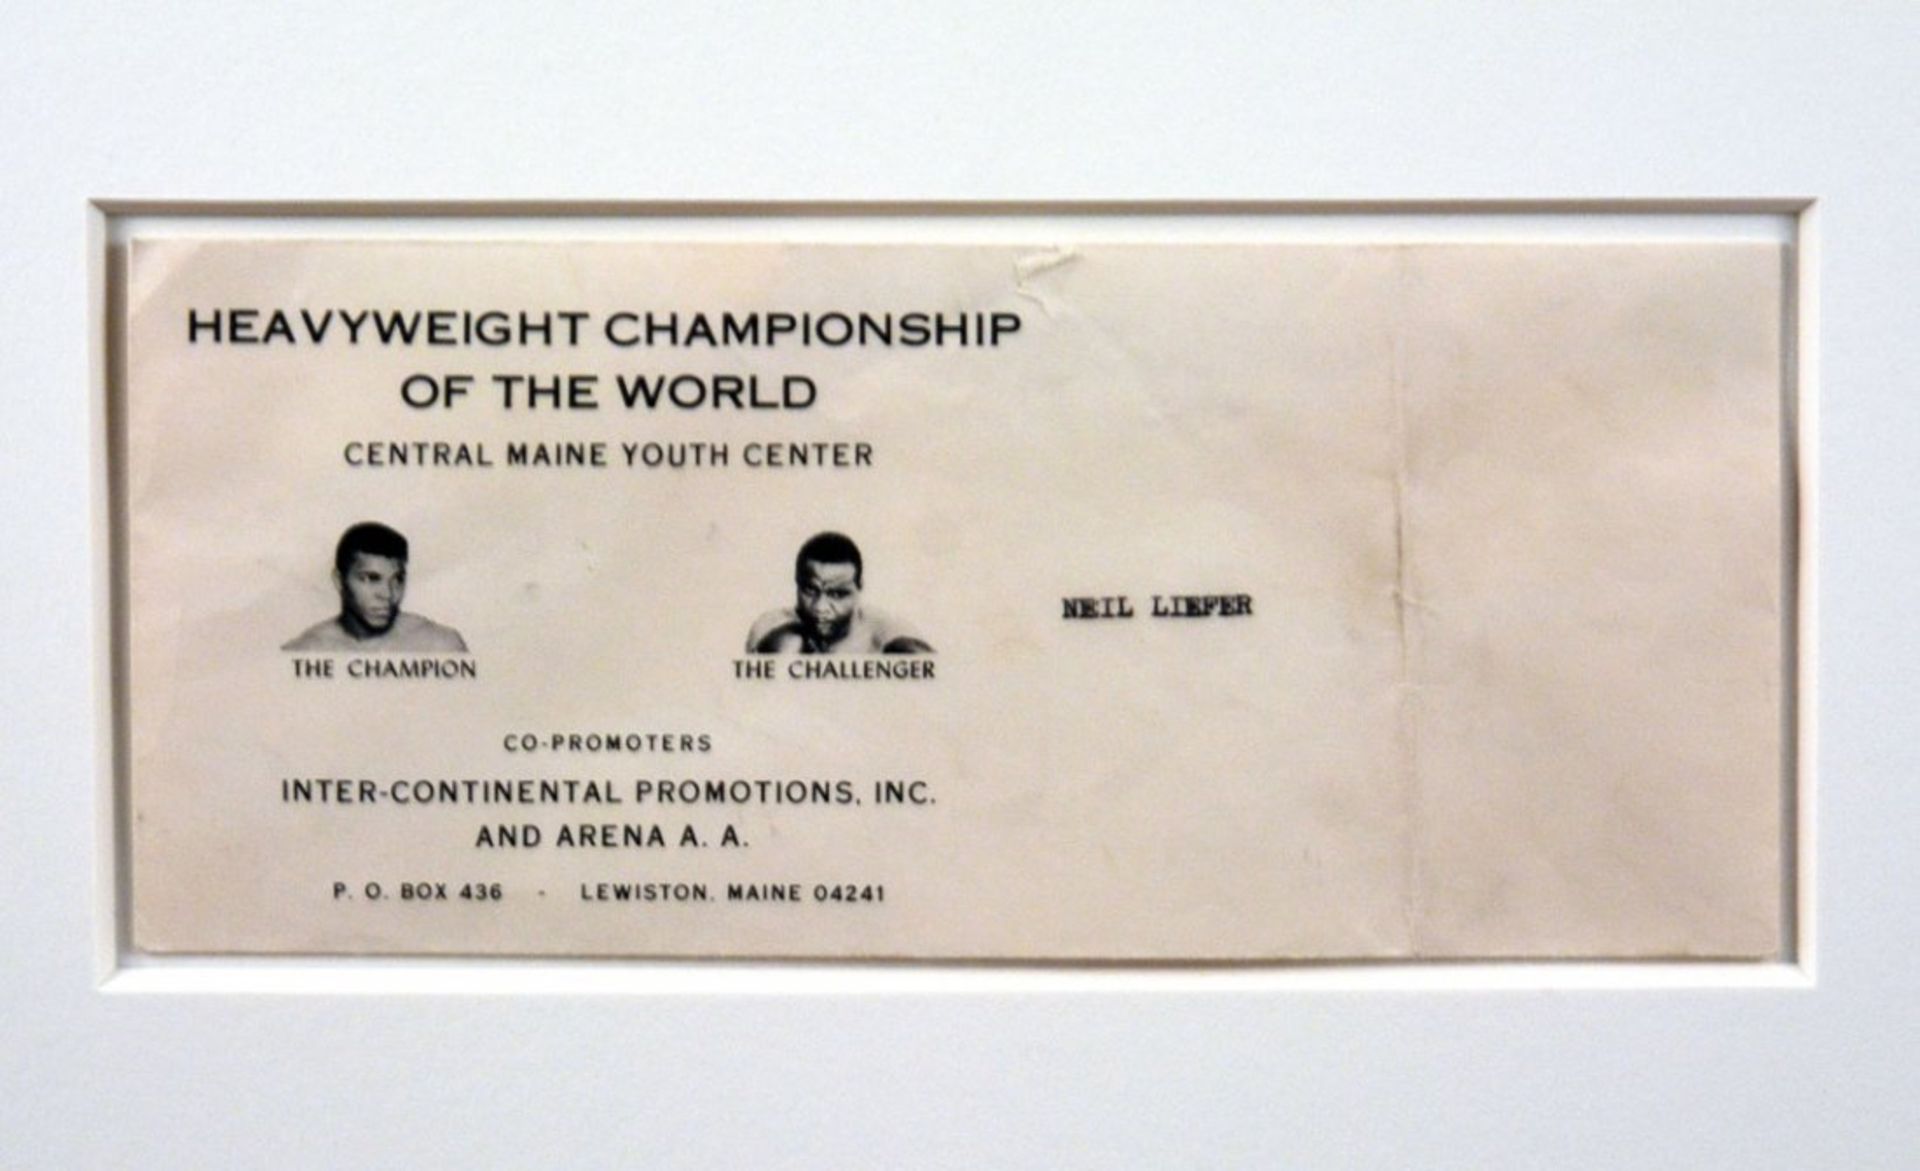 HEAVYWEIGHT CHAMPIONSHIP
OF THE WORLD
CENTRAL MAINE YOUTH CENTER
THE CHAMPION
THE CHALLENGER
NEIL LIEFER
CO-PROMOTERS
INTER-CONTINENTAL PROMOTIONS, INC.
AND ARENA A. A.
P. O. BOX 436 - LEWISTON, MAINE 04241